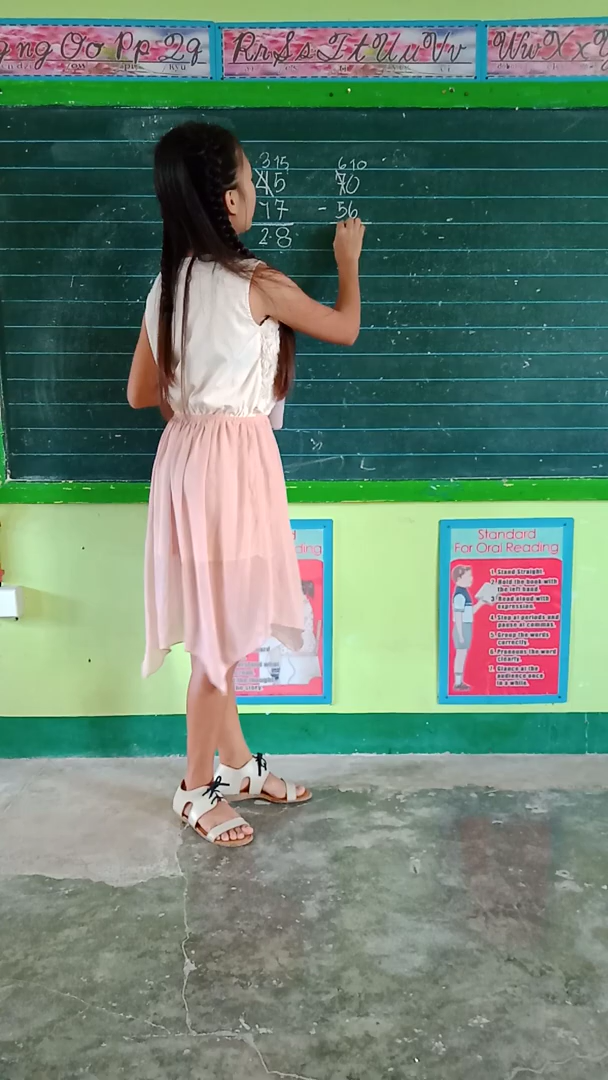 ng Oo Pp Qq Rr Ss Tt Uu Vv Ww Xx
3 15 6 10
45 70
17 - 56
28
Standard
For Oral Reading
1. Stand Straight.
2. Hold the book with
the left hand.
3. Read aloud with
expression.
4. Stop at periods and
pause at commas.
5. Group the words
correctly.
6. Pronounce the word
clearly.
7. Glance at the
audience once
in a while.
ding